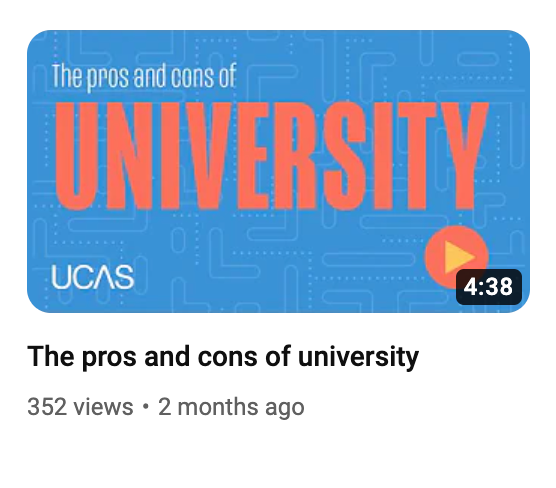 The pros and cons of
UNIVERSITY
UCAS
4:38
The pros and cons of university
352 views • 2 months ago